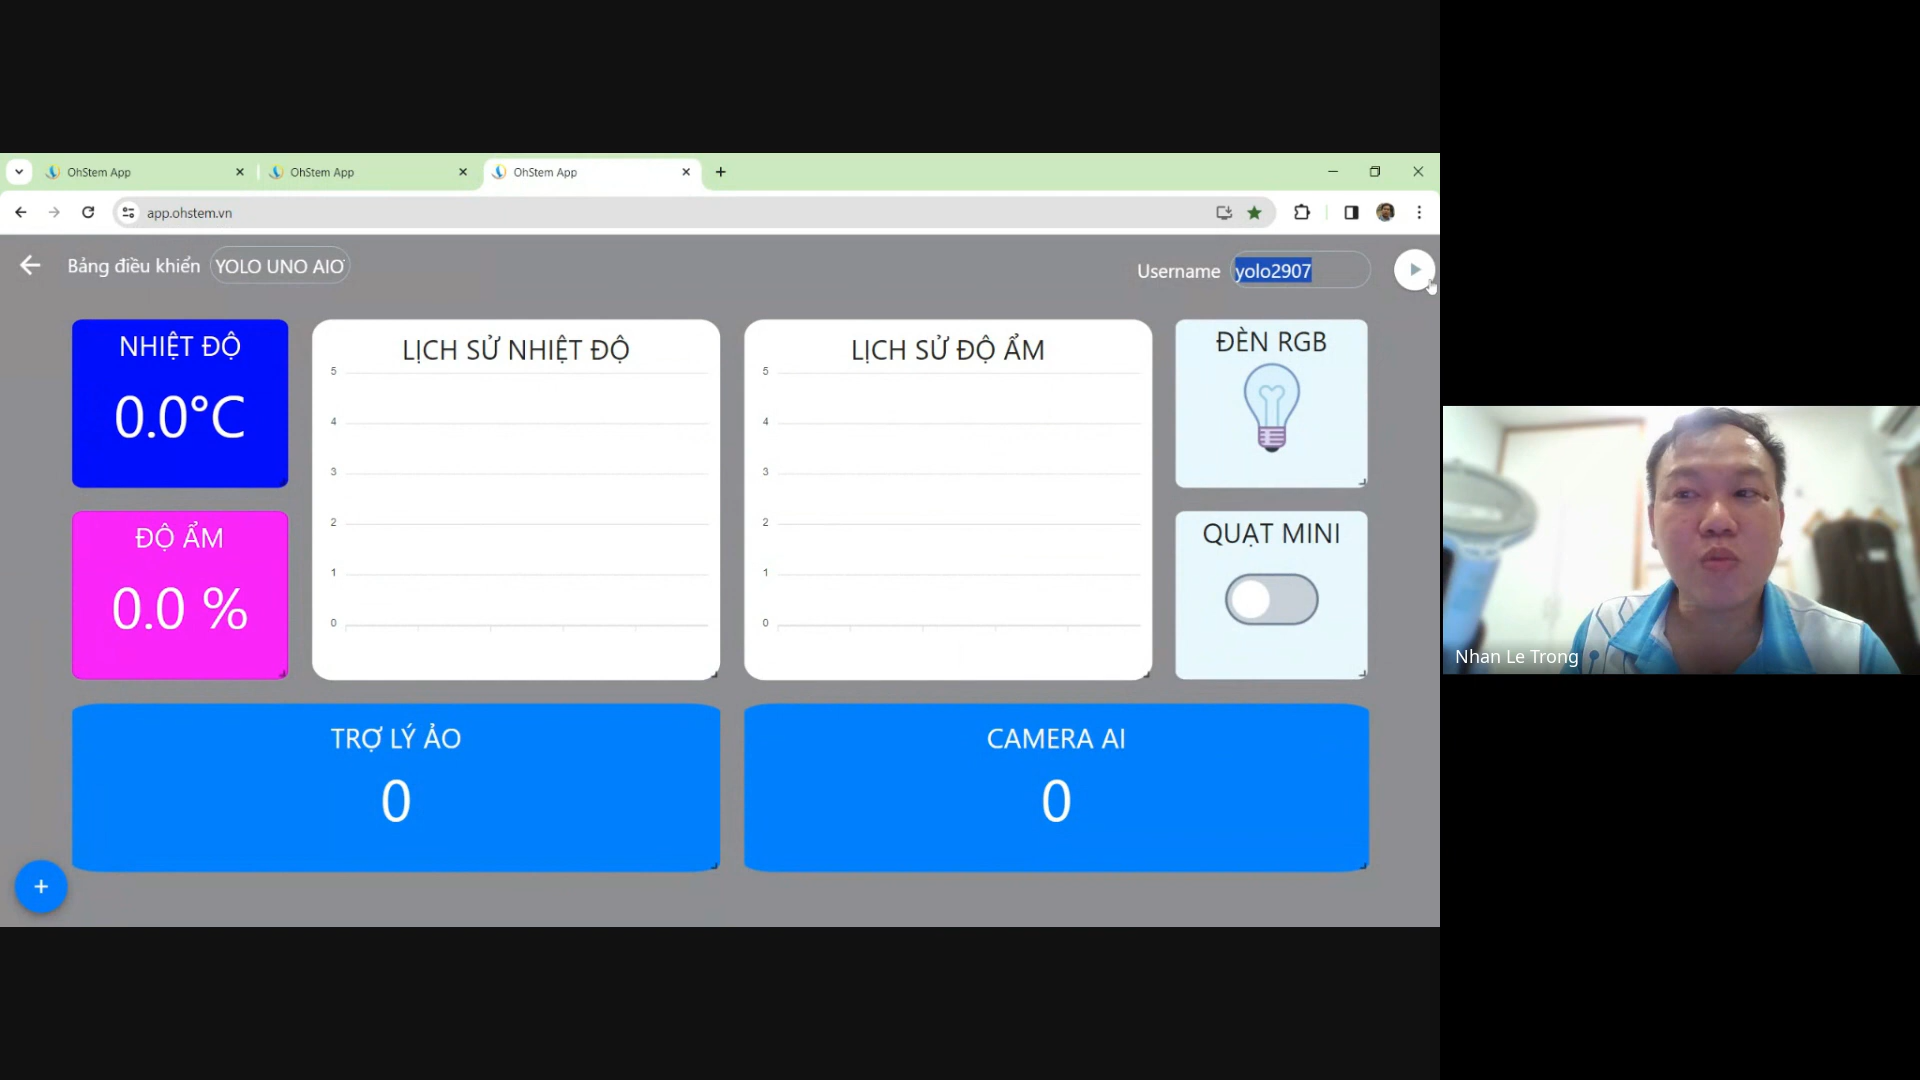 OhStem App
OhStem App
OhStem App
app.ohstem.vn
Bảng điều khiển
YOLO UNO AIO
Username
yolo2907
NHIỆT ĐỘ
0.0°C
LỊCH SỬ NHIỆT ĐỘ
5
4
3
2
1
0
LỊCH SỬ ĐỘ ẨM
5
4
3
2
1
0
ĐÈN RGB
ĐỘ ẨM
0.0 %
QUẠT MINI
TRỢ LÝ ẢO
0
CAMERA AI
0
+
Nhan Le Trong